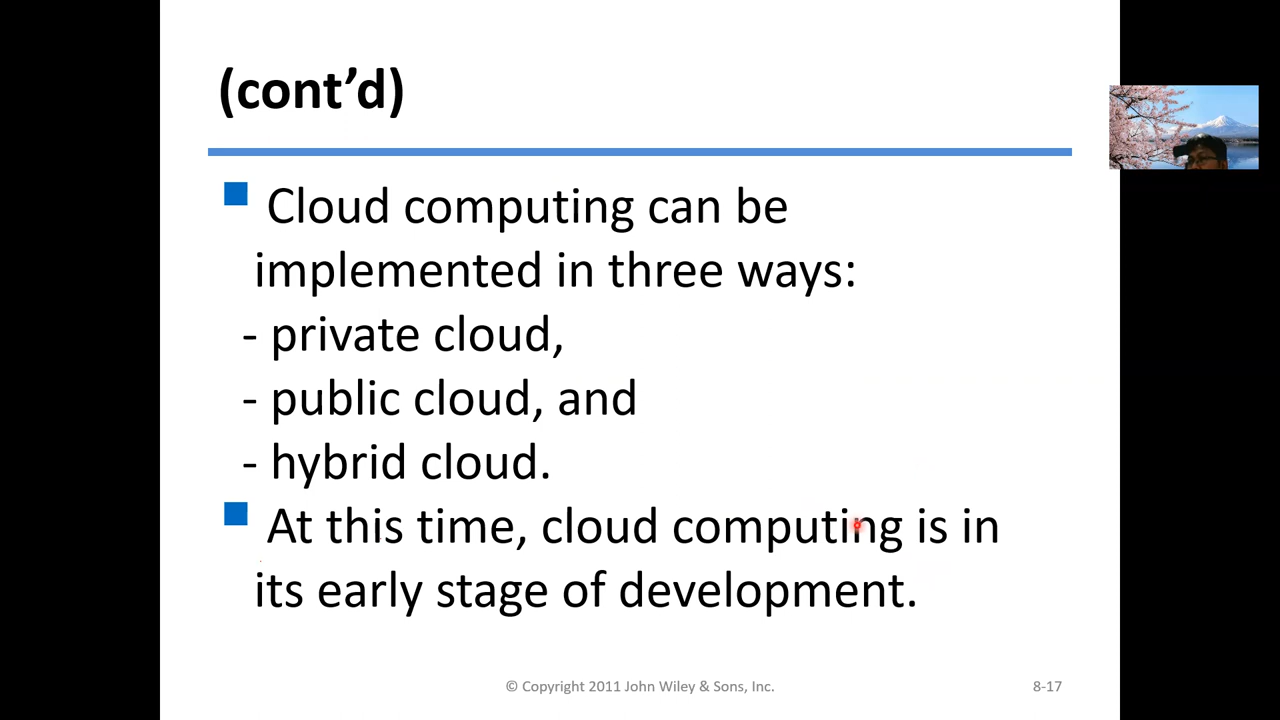 (cont’d)
Cloud computing can be
implemented in three ways:
- private cloud,
- public cloud, and
- hybrid cloud.
At this time, cloud computing is in
its early stage of development.
© Copyright 2011 John Wiley & Sons, Inc.
8-17